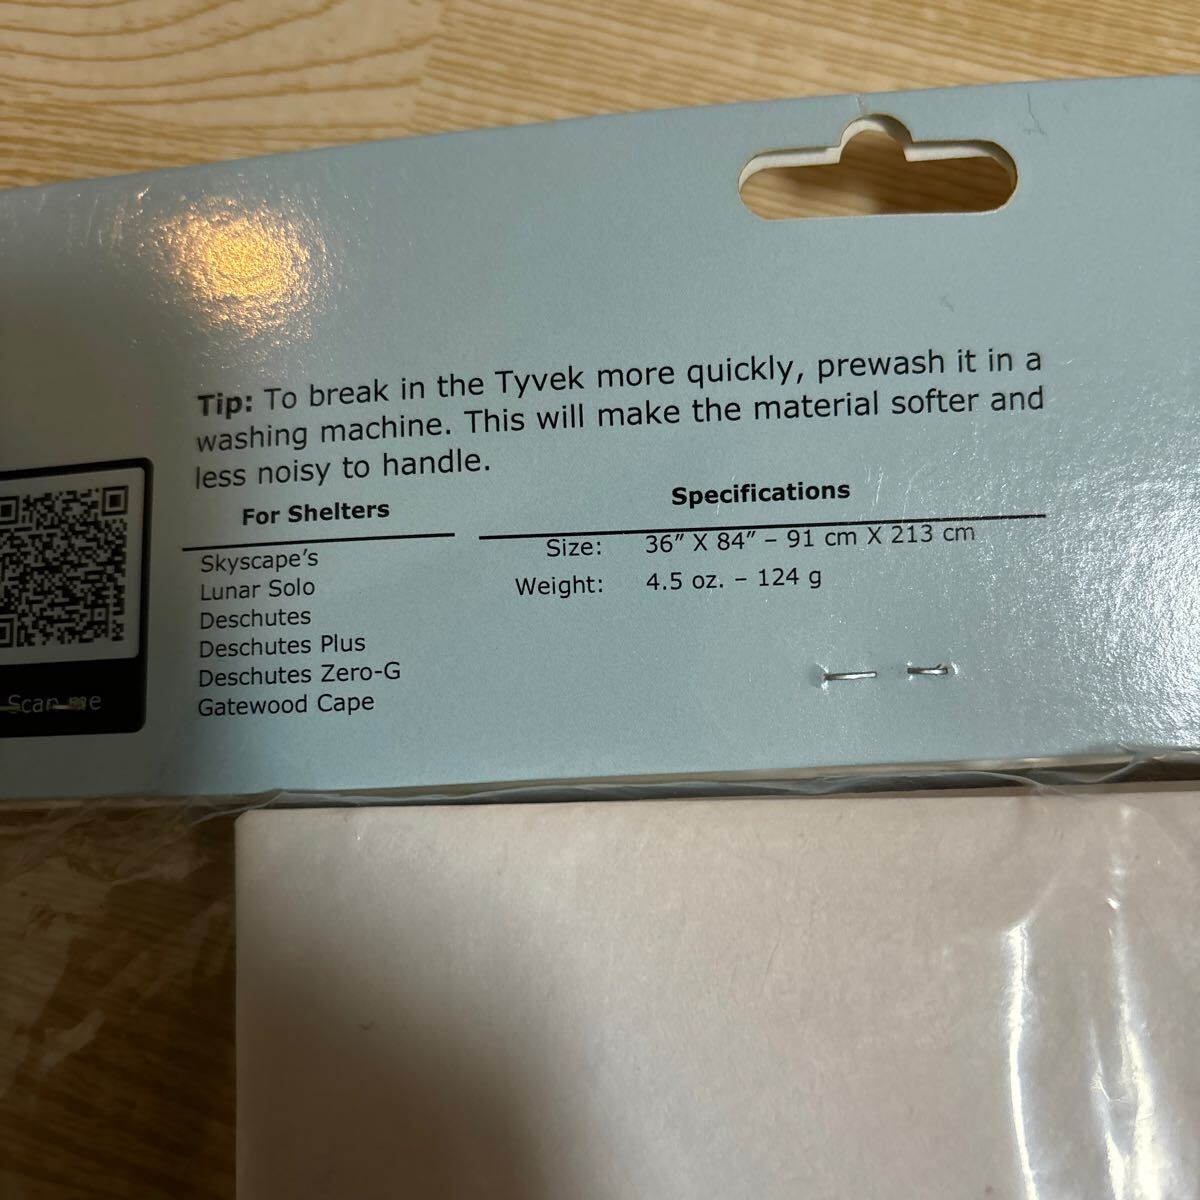 Tip: To break in the Tyvek more quickly, prewash it in a
washing machine. This will make the material softer and
less noisy to handle.
For Shelters
Skyscape's
Lunar Solo
Deschutes
Deschutes Plus
Deschutes Zero-G
Gatewood Cape
Specifications
Size: 36" X 84" – 91 cm X 213 cm
Weight: 4.5 oz. – 124 g
Scan me